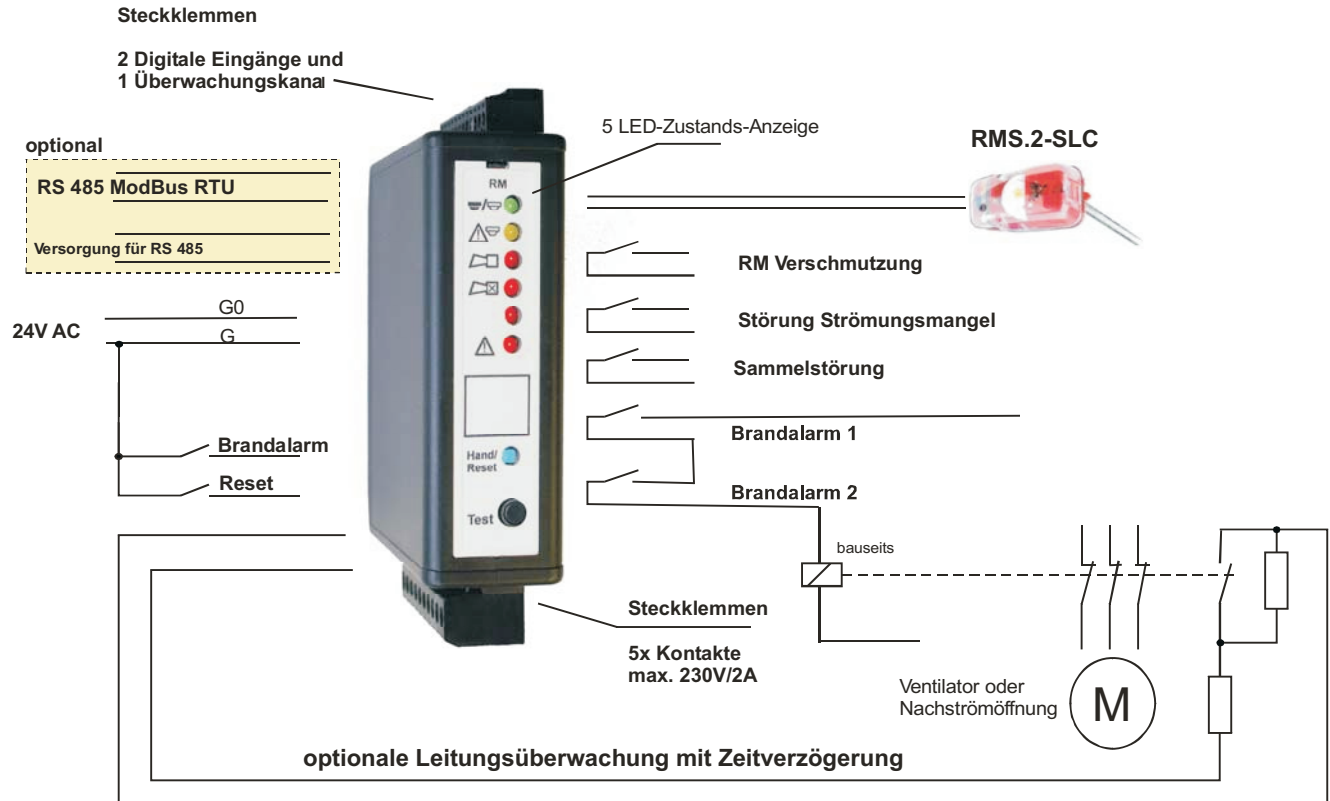 Steckklemmen
2 Digitale Eingänge und
1 Überwachungskanal
5 LED-Zustands-Anzeige
RMS.2-SLC
optional
RS 485 ModBus RTU
Versorgung für RS 485
24V AC
G0
G
Brandalarm
Reset
RM
Hand/
Reset
Test
RM Verschmutzung
Störung Strömungsmangel
Sammelstörung
Brandalarm 1
Brandalarm 2
bauseits
Steckklemmen
5x Kontakte
max. 230V/2A
Ventilator oder
Nachströmöffnung
M
optionale Leitungsüberwachung mit Zeitverzögerung